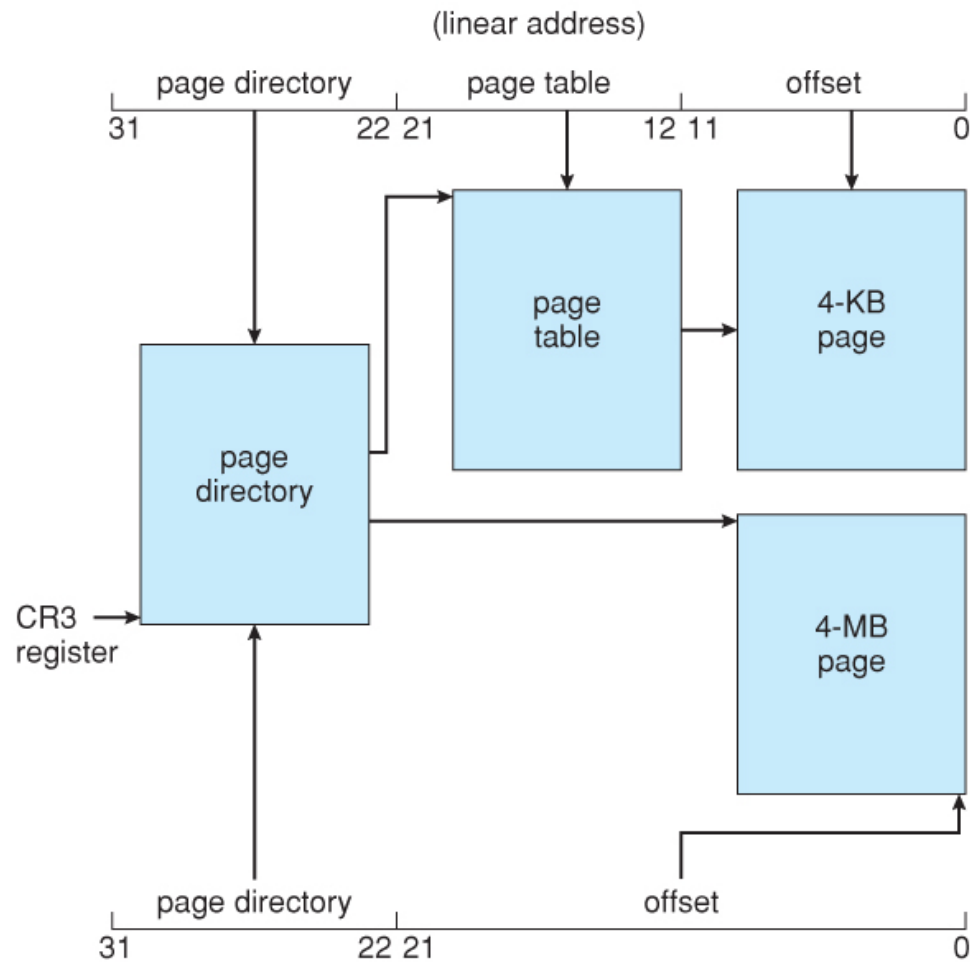 (linear address)
page directory page table offset
31 22 21 12 11 0
page
table
4-KB
page
page
directory
CR3
register
4-MB
page
page directory offset
31 22 21 0